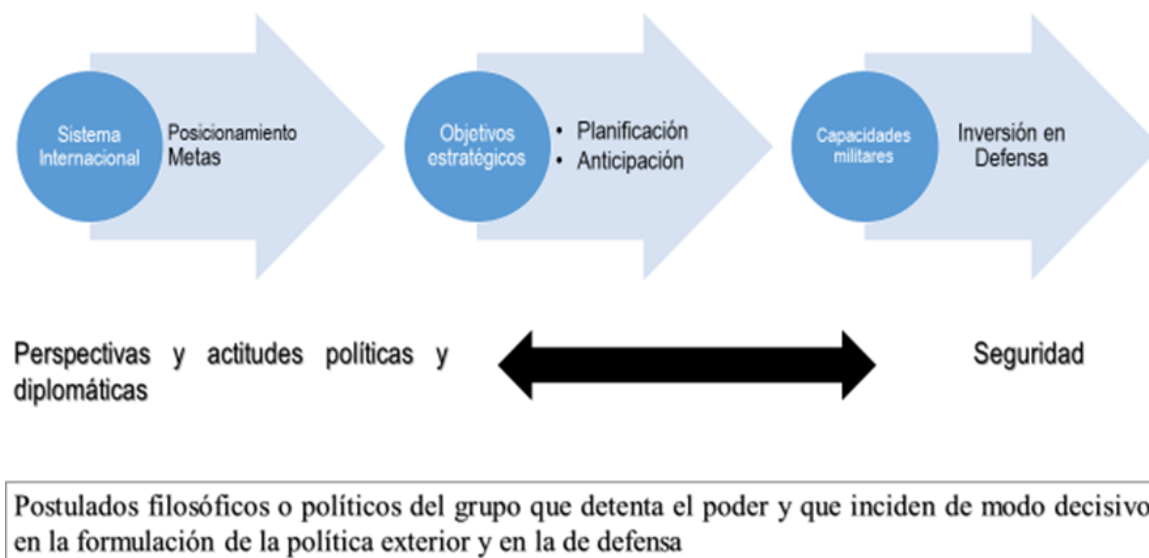 Sistema
Internacional
Posicionamiento
Metas
Objetivos
estratégicos
• Planificación
• Anticipación
Capacidades
militares
Inversión en
Defensa
Perspectivas y actitudes políticas y
diplomáticas
Seguridad
Postulados filosóficos o políticos del grupo que detenta el poder y que inciden de modo decisivo
en la formulación de la política exterior y en la de defensa